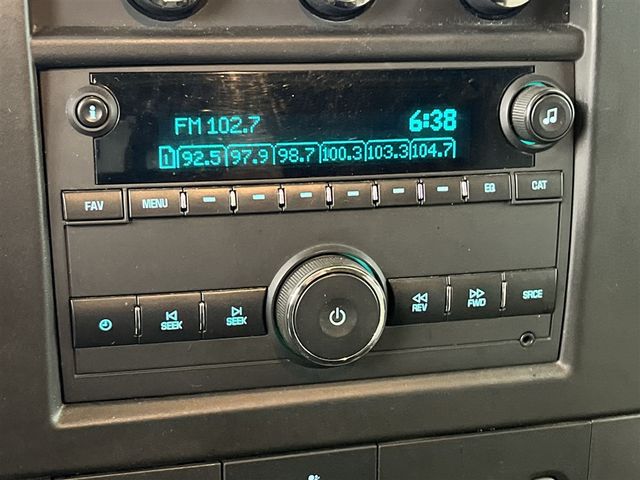 FM 102.7 6:38
1 92.5 97.9 98.7 100.3 103.3 104.7
FAV MENU EQ CAT
SEEK SEEK REV FWD SRCE